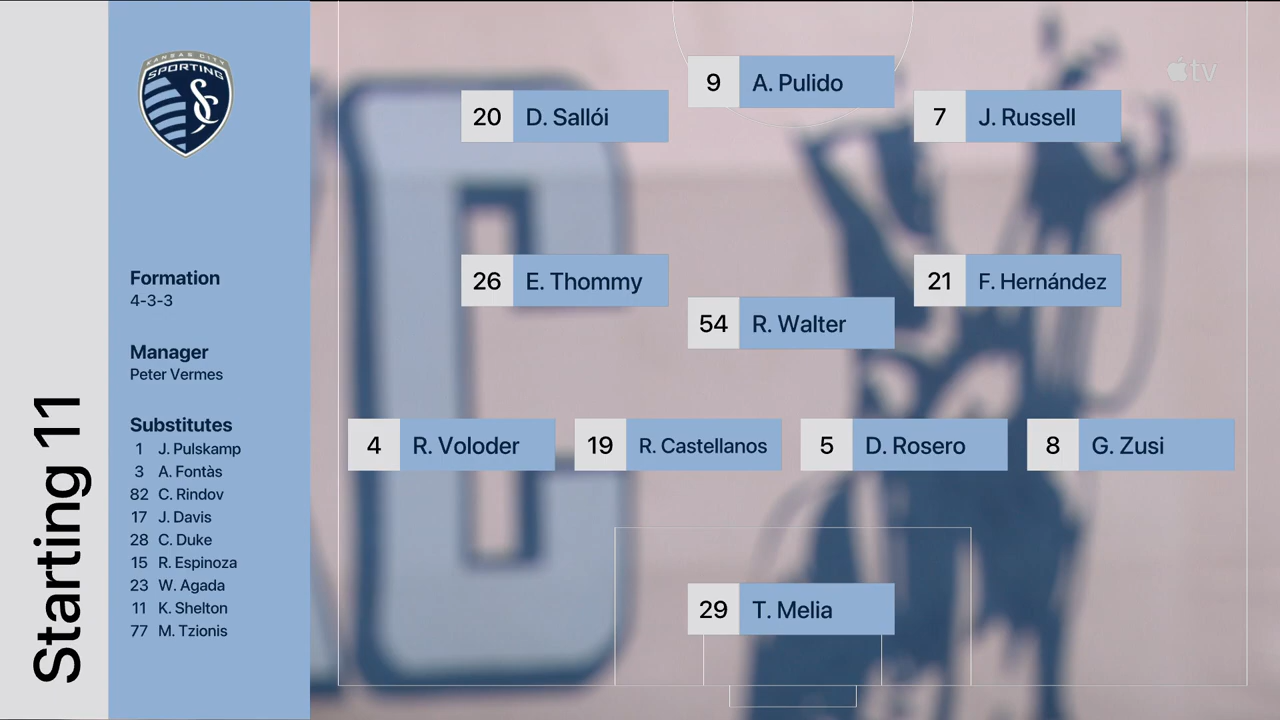 Starting 11
KANSAS CITY
SPORTING
SC
Formation
4-3-3
Manager
Peter Vermes
Substitutes
1 J. Pulskamp
3 A. Fontàs
82 C. Rindov
17 J. Davis
28 C. Duke
15 R. Espinoza
23 W. Agada
11 K. Shelton
77 M. Tzionis
tv
9 A. Pulido
20 D. Sallói
7 J. Russell
26 E. Thommy
21 F. Hernández
54 R. Walter
4 R. Voloder
19 R. Castellanos
5 D. Rosero
8 G. Zusi
29 T. Melia
C